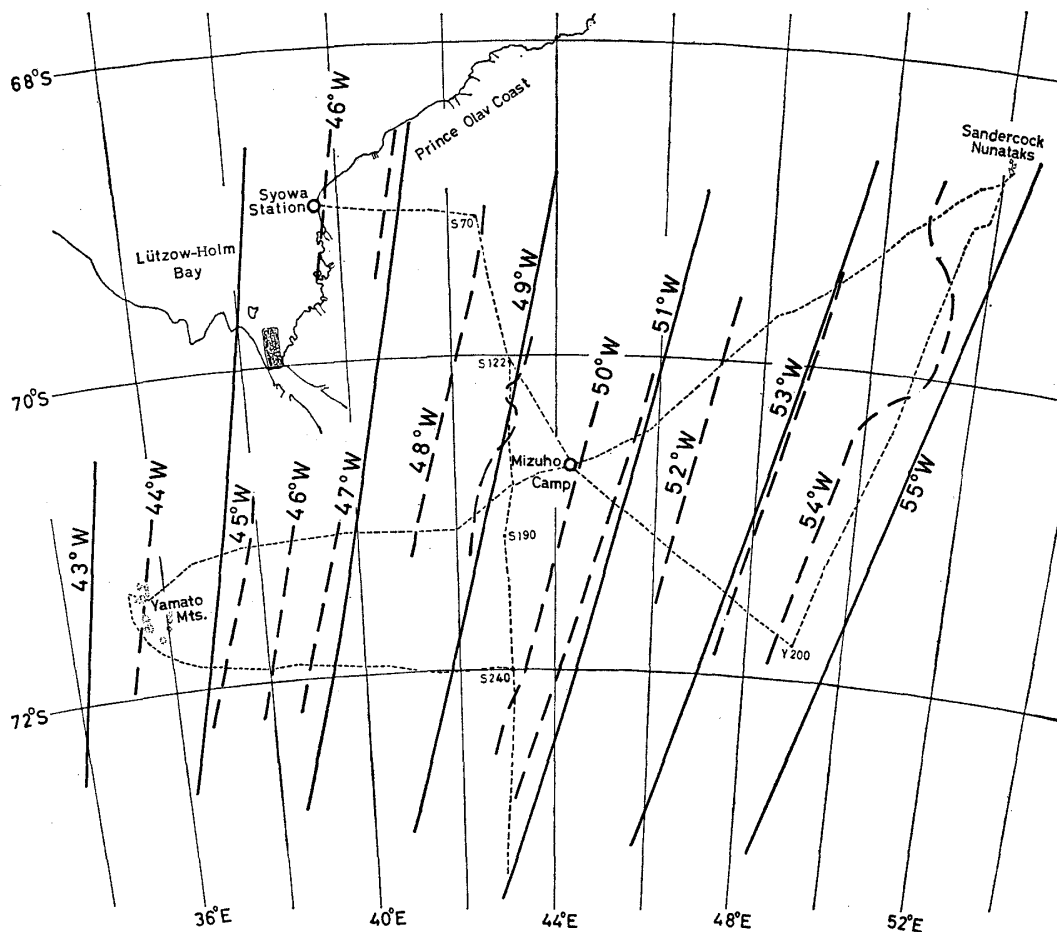 68°S
46°W
Prince Olav Coast
Sandercock
Nunataks
Syowa
Station
S70
Lützow-Holm
Bay
49°W
51°W
S122
70°S
50°W
53°W
48°W
Mizuho
Camp
52°W
55°W
44°W
43°W
45°W
46°W
47°W
54°W
S190
Yamato
Mts.
Y200
S240
72°S
36°E
40°E
44°E
48°E
52°E